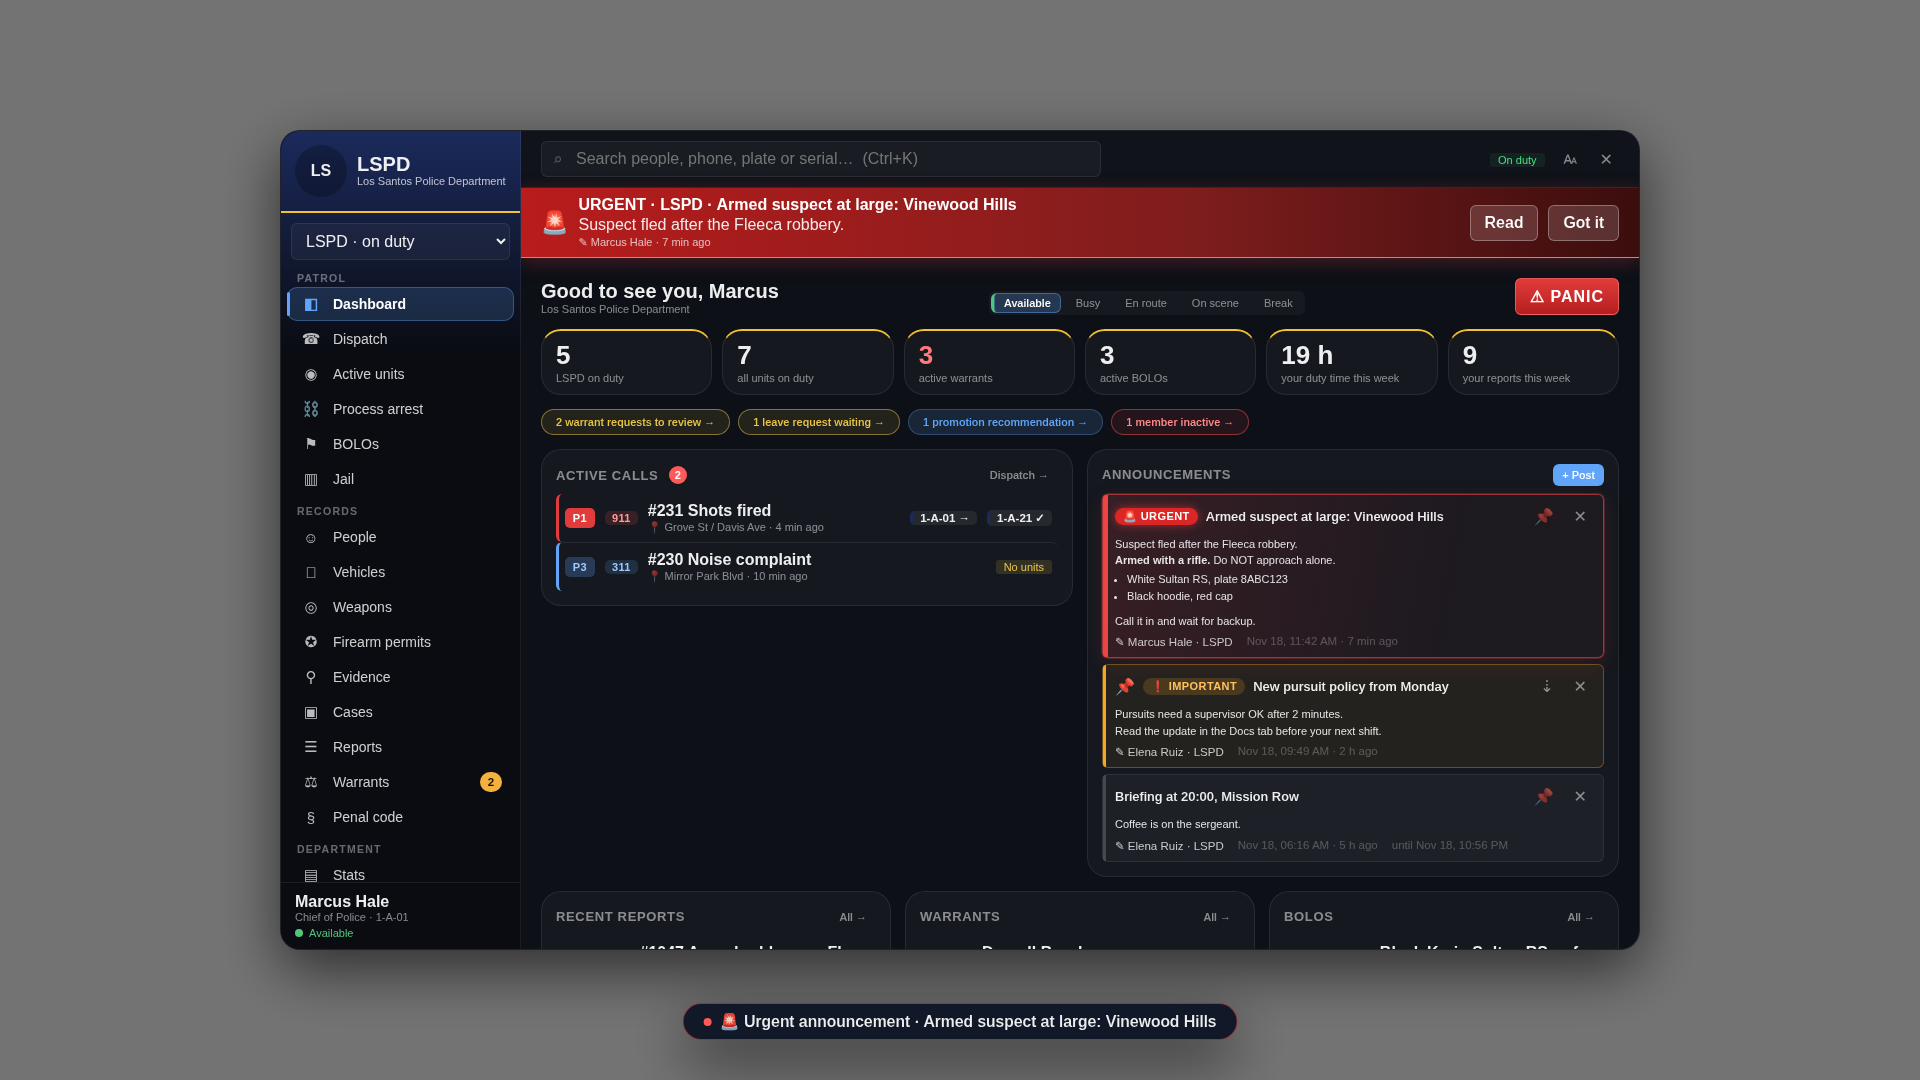 LS
LSPD
Los Santos Police Department
LSPD · on duty
PATROL
Dashboard
Dispatch
Active units
Process arrest
BOLOs
Jail
RECORDS
People
Vehicles
Weapons
Firearm permits
Evidence
Cases
Reports
Warrants 2
§ Penal code
DEPARTMENT
Stats
Marcus Hale
Chief of Police · 1-A-01
Available
Search people, phone, plate or serial… (Ctrl+K)
On duty AA ✕
🚨 URGENT · LSPD · Armed suspect at large: Vinewood Hills
Suspect fled after the Fleeca robbery.
✎ Marcus Hale · 7 min ago
Read Got it
Good to see you, Marcus
Los Santos Police Department
Available Busy En route On scene Break
⚠ PANIC
5
LSPD on duty
7
all units on duty
3
active warrants
3
active BOLOs
19 h
your duty time this week
9
your reports this week
2 warrant requests to review →
1 leave request waiting →
1 promotion recommendation →
1 member inactive →
ACTIVE CALLS 2 Dispatch →
P1 911 #231 Shots fired 1-A-01 → 1-A-21 ✓
📍 Grove St / Davis Ave · 4 min ago
P3 311 #230 Noise complaint No units
📍 Mirror Park Blvd · 10 min ago
ANNOUNCEMENTS + Post
🚨 URGENT Armed suspect at large: Vinewood Hills 📌 ✕
Suspect fled after the Fleeca robbery.
Armed with a rifle. Do NOT approach alone.
• White Sultan RS, plate 8ABC123
• Black hoodie, red cap
Call it in and wait for backup.
✎ Marcus Hale · LSPD Nov 18, 11:42 AM · 7 min ago
📌 ❗ IMPORTANT New pursuit policy from Monday ⇣ ✕
Pursuits need a supervisor OK after 2 minutes.
Read the update in the Docs tab before your next shift.
✎ Elena Ruiz · LSPD Nov 18, 09:49 AM · 2 h ago
Briefing at 20:00, Mission Row 📌 ✕
Coffee is on the sergeant.
✎ Elena Ruiz · LSPD Nov 18, 06:16 AM · 5 h ago until Nov 18, 10:56 PM
RECENT REPORTS All →
WARRANTS All →
BOLOS All →
🚨 Urgent announcement · Armed suspect at large: Vinewood Hills